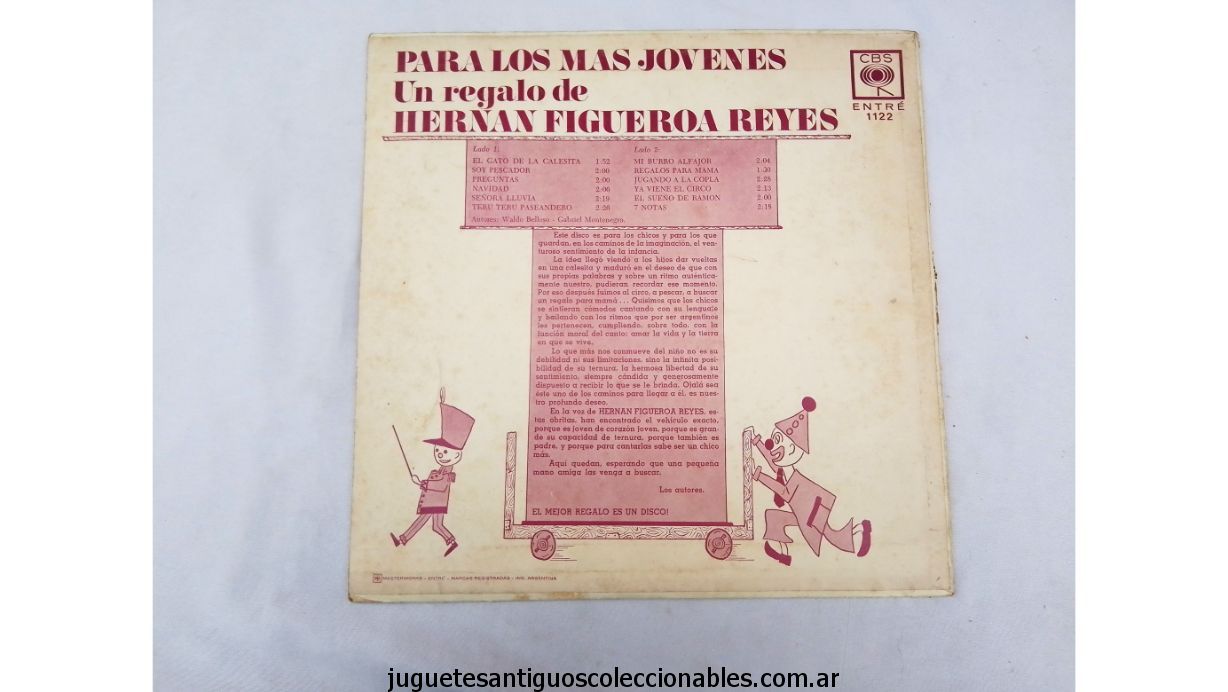 PARA LOS MAS JOVENES
Un regalo de
HERNAN FIGUEROA REYES
CBS
ENTRÉ
1122
Lado 1:
EL GATO DE LA CALESITA 1:52
SOY PESCADOR 2:00
PREGUNTAS 2:00
NAVIDAD 2:06
SEÑORA LLUVIA 2:19
TERU TERU PASEANDERO 2:26
Lado 2:
MI BURRO ALFAJOR 2:04
REGALOS PARA MAMA 1:30
JUGANDO A LA COPLA 2:28
YA VIENE EL CIRCO 2:13
EL SUEÑO DE RAMON 2:00
7 NOTAS 2:18
Autores: Waldo Belloso - Gabriel Montenegro.
Este disco es para los chicos y para los que
guardan, en los caminos de la imaginación, el ven-
turoso sentimiento de la infancia.
La idea llegó viendo a los hijos dar vueltas
en una calesita y maduró en el deseo de que con
sus propias palabras y sobre un ritmo auténtica-
mente nuestro, pudieran recordar ese momento.
Por eso después fuimos al circo, a pescar, a buscar
un regalo para mamá... Quisimos que los chicos
se sintieran cómodos cantando con su lenguaje
y bailando con los ritmos que por ser argentinos
les pertenecen, cumpliendo, sobre todo, con la
función moral del canto: amar la vida y la tierra
en que se vive.
Lo que más nos conmueve del niño no es su
debilidad ni sus limitaciones, sino la infinita posi-
bilidad de su ternura, la hermosa libertad de su
sentimiento, siempre cándida y generosamente
dispuesto a recibir lo que se le brinda. Ojalá sea
éste uno de los caminos para llegar a él, es nues-
tro profundo deseo.
En la voz de HERNAN FIGUEROA REYES, es-
tas obritas, han encontrado el vehículo exacto,
porque es joven de corazón joven, porque es gran-
de su capacidad de ternura, porque también es
padre, y porque para cantarlas sabe ser un chico
más.
Aquí quedan, esperando que una pequeña
mano amiga las venga a buscar.
Los autores.
EL MEJOR REGALO ES UN DISCO!
MASTERWORKS - ENTRÉ - MARCAS REGISTRADAS - IND. ARGENTINA
juguetesantiguoscoleccionables.com.ar